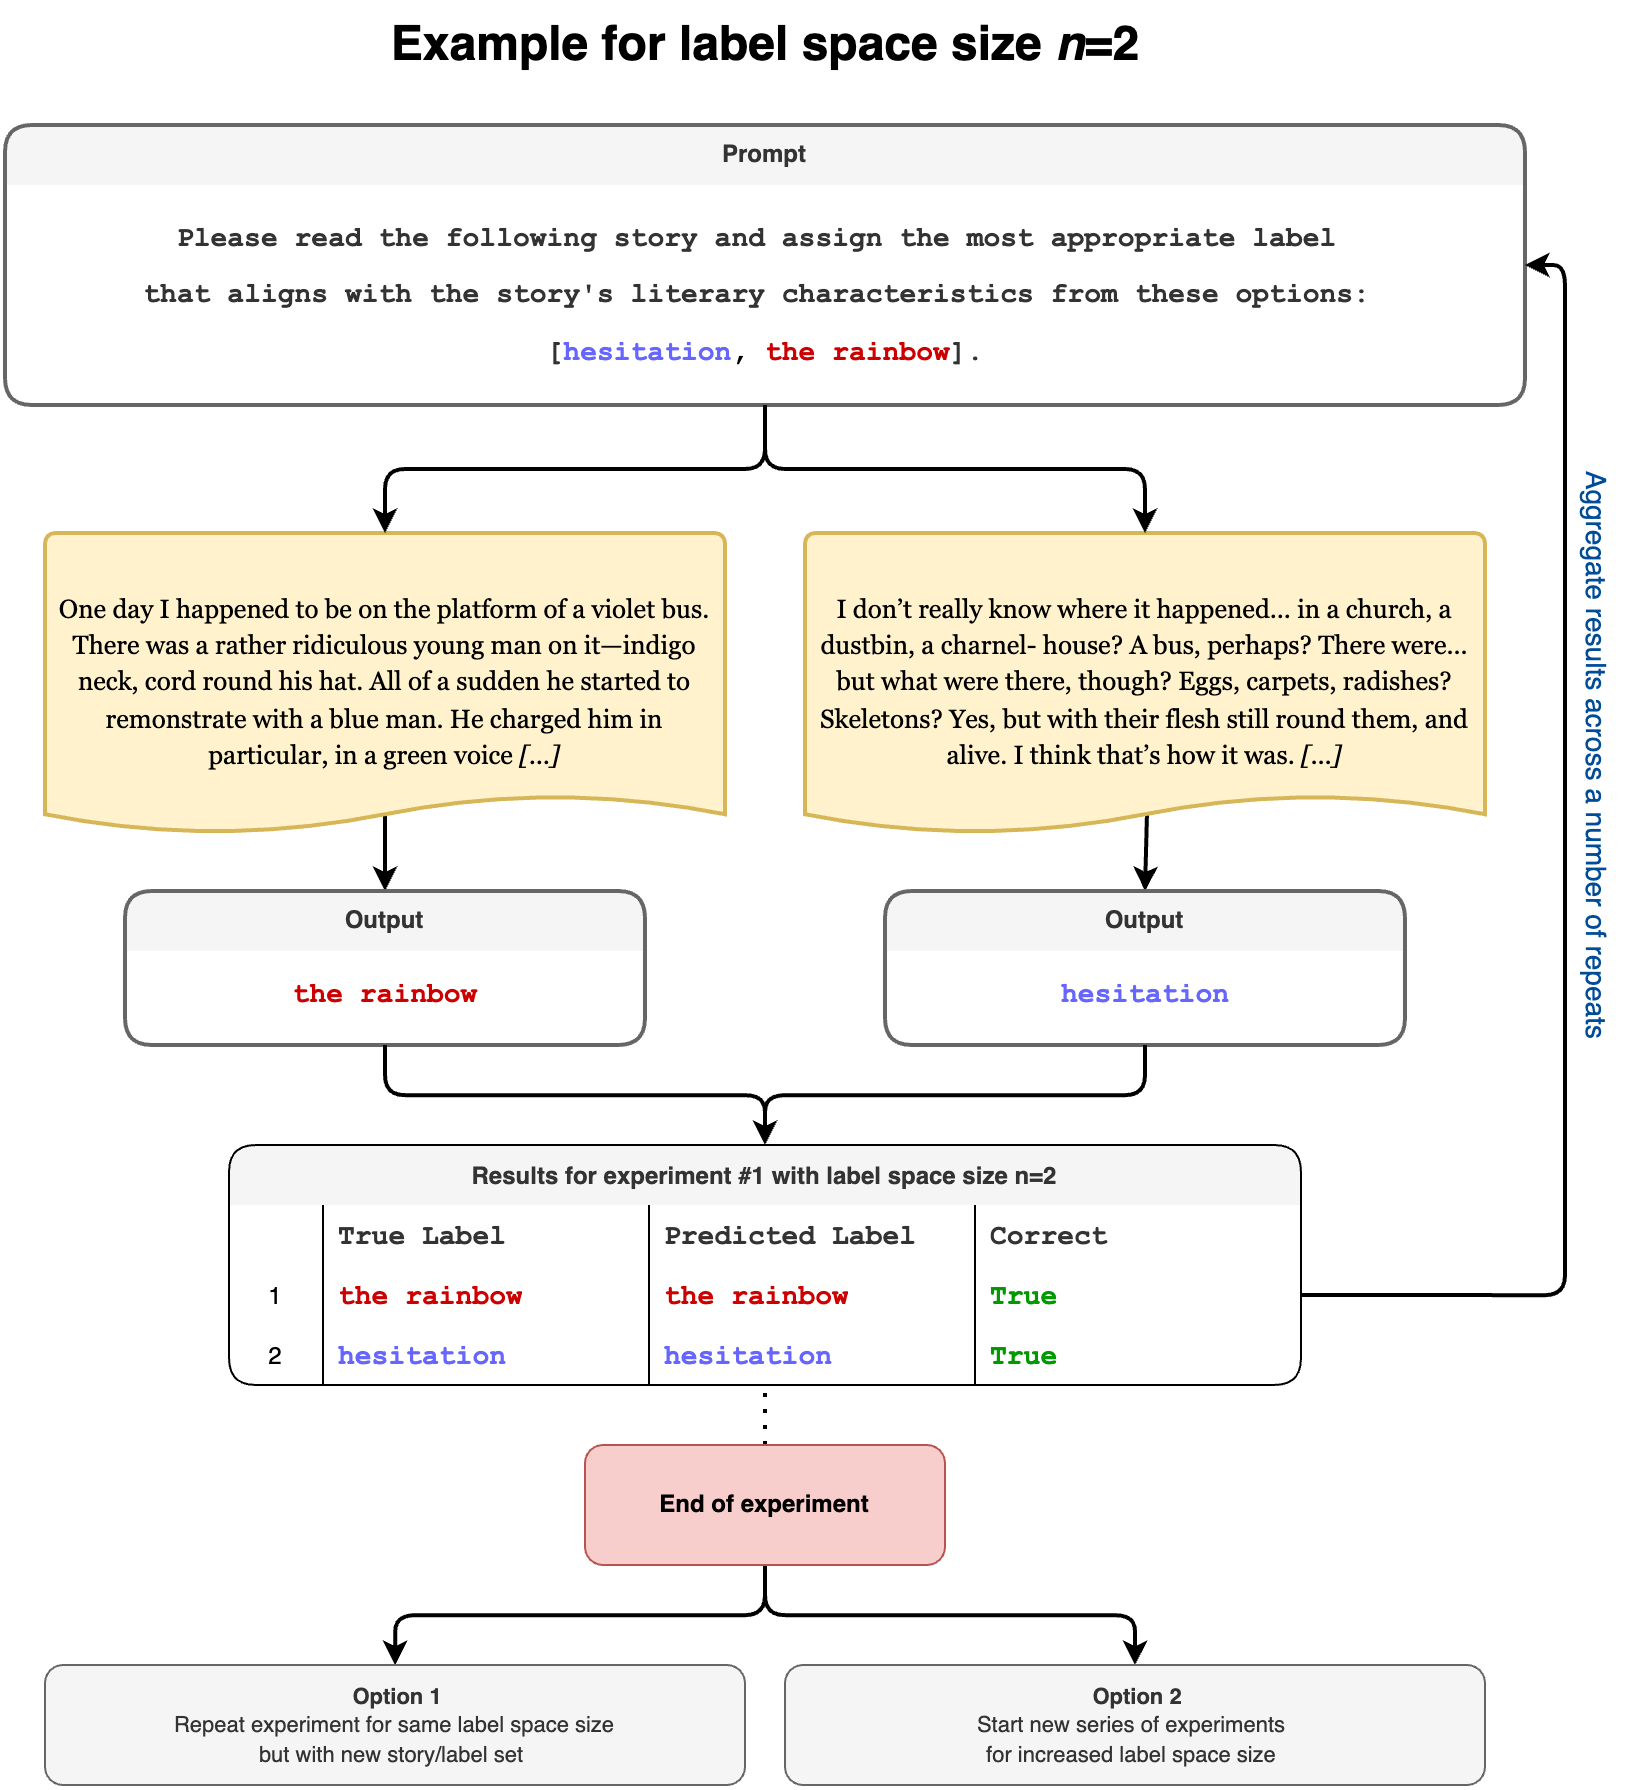 Example for label space size n=2
Prompt
Please read the following story and assign the most appropriate label
that aligns with the story's literary characteristics from these options:
[hesitation, the rainbow].
One day I happened to be on the platform of a violet bus.
There was a rather ridiculous young man on it—indigo
neck, cord round his hat. All of a sudden he started to
remonstrate with a blue man. He charged him in
particular, in a green voice [...]
I don’t really know where it happened... in a church, a
dustbin, a charnel- house? A bus, perhaps? There were...
but what were there, though? Eggs, carpets, radishes?
Skeletons? Yes, but with their flesh still round them, and
alive. I think that’s how it was. [...]
Output
the rainbow
Output
hesitation
Aggregate results across a number of repeats
Results for experiment #1 with label space size n=2
True Label Predicted Label Correct
1 the rainbow the rainbow True
2 hesitation hesitation True
End of experiment
Option 1
Repeat experiment for same label space size
but with new story/label set
Option 2
Start new series of experiments
for increased label space size